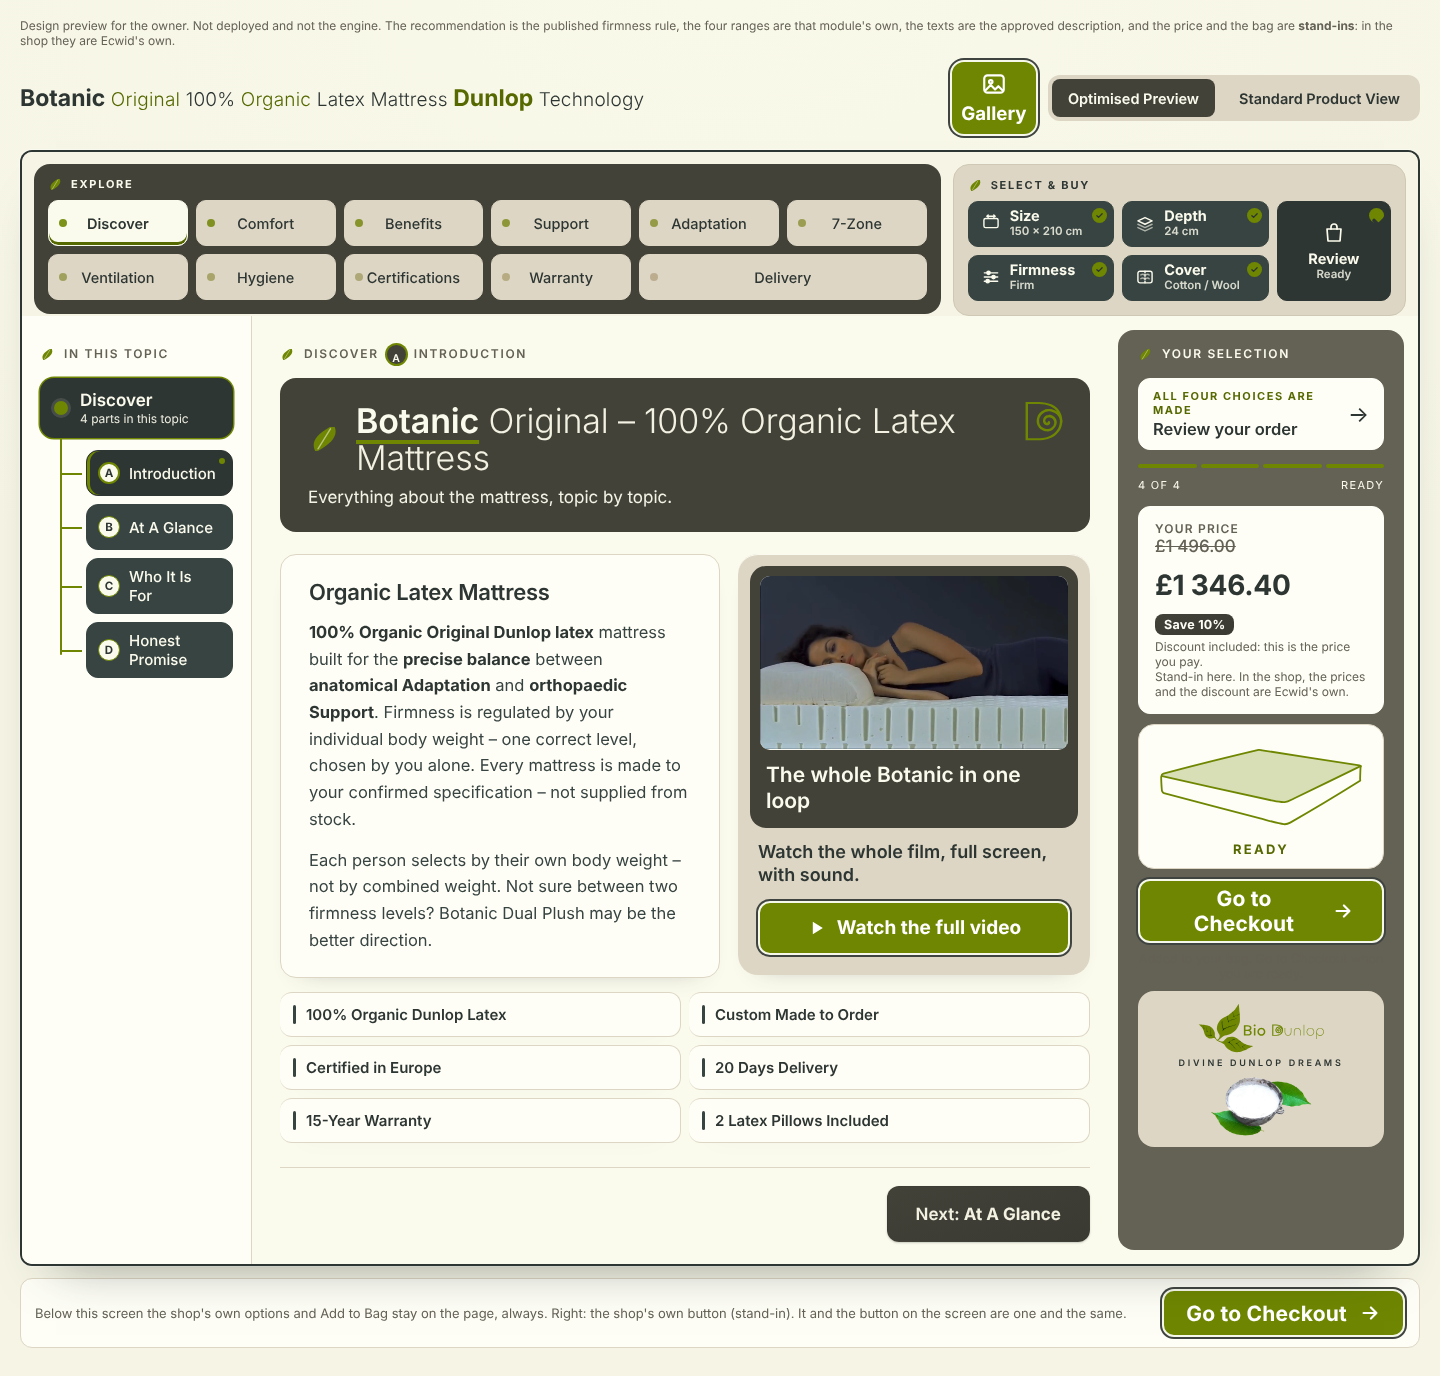 Design preview for the owner. Not deployed and not the engine. The recommendation is the published firmness rule, the four ranges are that module's own, the texts are the approved description, and the price and the bag are stand-ins: in the
shop they are Ecwid's own.
Botanic Original 100% Organic Latex Mattress Dunlop Technology
Gallery
Optimised Preview
Standard Product View
EXPLORE
Discover
Comfort
Benefits
Support
Adaptation
7-Zone
Ventilation
Hygiene
Certifications
Warranty
Delivery
SELECT & BUY
Size
150 × 210 cm
Depth
24 cm
Firmness
Firm
Cover
Cotton / Wool
Review
Ready
IN THIS TOPIC
Discover
4 parts in this topic
A Introduction
B At A Glance
C Who It Is
For
D Honest
Promise
DISCOVER A INTRODUCTION
Botanic Original – 100% Organic Latex
Mattress
Everything about the mattress, topic by topic.
Organic Latex Mattress
100% Organic Original Dunlop latex mattress
built for the precise balance between
anatomical Adaptation and orthopaedic
Support. Firmness is regulated by your
individual body weight – one correct level,
chosen by you alone. Every mattress is made to
your confirmed specification – not supplied from
stock.
Each person selects by their own body weight –
not by combined weight. Not sure between two
firmness levels? Botanic Dual Plush may be the
better direction.
The whole Botanic in one
loop
Watch the whole film, full screen,
with sound.
Watch the full video
100% Organic Dunlop Latex
Custom Made to Order
Certified in Europe
20 Days Delivery
15-Year Warranty
2 Latex Pillows Included
Next: At A Glance
YOUR SELECTION
ALL FOUR CHOICES ARE
MADE
Review your order
4 OF 4
READY
YOUR PRICE
£1 496.00
£1 346.40
Save 10%
Discount included: this is the price
you pay.
Stand-in here. In the shop, the prices
and the discount are Ecwid's own.
READY
Go to
Checkout
Bio Dunlop
DIVINE DUNLOP DREAMS
Below this screen the shop's own options and Add to Bag stay on the page, always. Right: the shop's own button (stand-in). It and the button on the screen are one and the same.
Go to Checkout